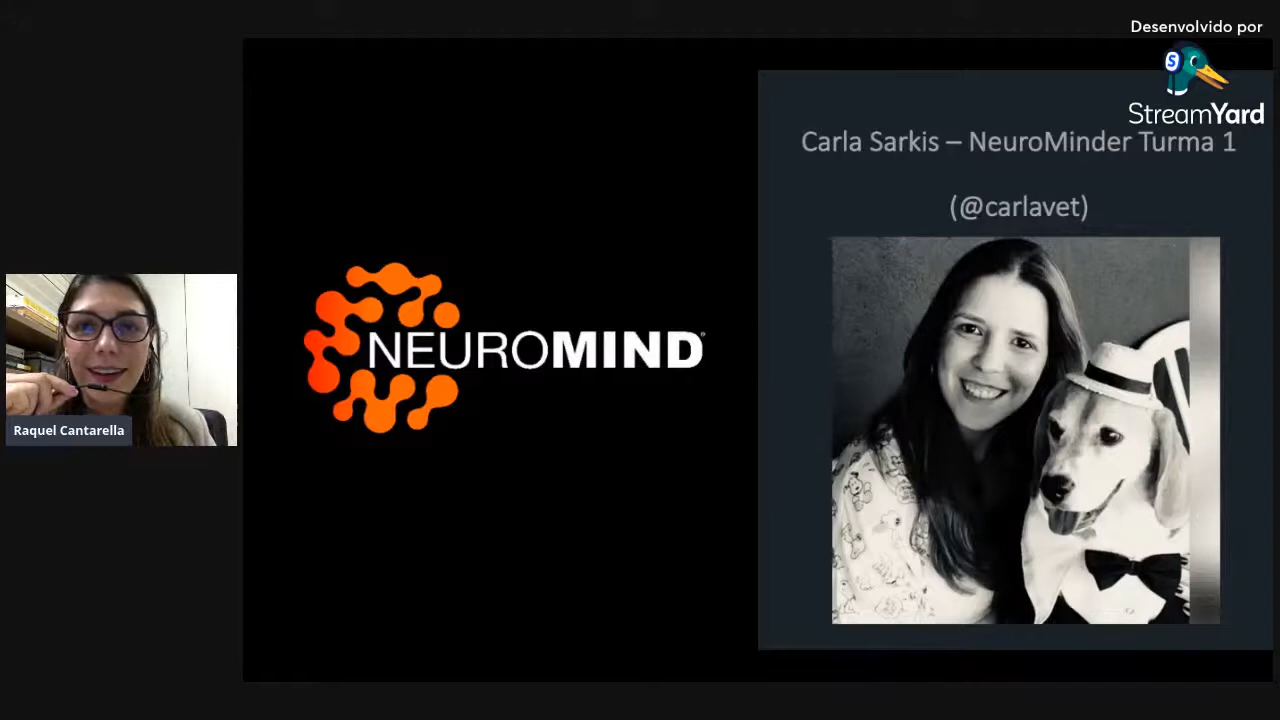 Desenvolvido por
StreamYard
Carla Sarkis – NeuroMinder Turma 1
(@carlavet)
NEUROMIND®
Raquel Cantarella